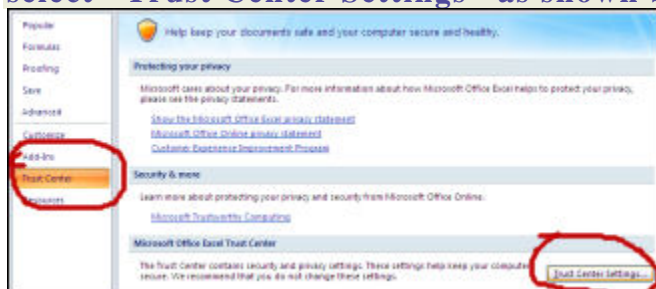 select "Trust Center Settings" as shown
Popular
Help keep your documents safe and your computer secure and healthy.
Formulas
Proofing
Protecting your privacy
Save
Microsoft cares about your privacy. For more information about how Microsoft Office Excel helps to protect your privacy,
please see the privacy statements.
Advanced
Show the Microsoft Office Excel privacy statement
Customize
Microsoft Office Online privacy statement
Customer Experience Improvement Program
Add-Ins
Trust Center
Security & more
Resources
Learn more about protecting your privacy and security from Microsoft Office Online.
Microsoft Trustworthy Computing
Microsoft Office Excel Trust Center
The Trust Center contains security and privacy settings. These settings help keep your computer
secure. We recommend that you do not change these settings.
Trust Center Settings...